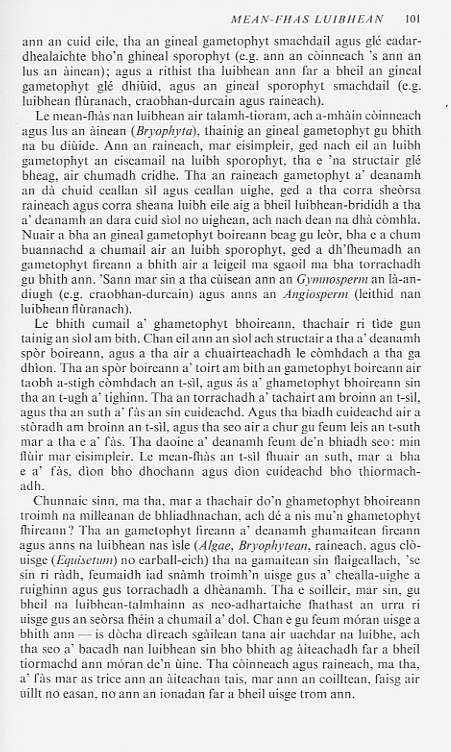 MEAN-FHAS LUIBHEAN 101
ann an cuid eile, tha an gineal gametophyt smachdail agus glé eadar-
dhealaichte bho'n ghineal sporophyt (e.g. ann an còinneach 's ann an
lus an àinean); agus a rithist tha luibhean ann far a bheil an gineal
gametophyt glé dhiùid, agus an gineal sporophyt smachdail (e.g.
luibhean flùranach, craobhan-durcain agus raineach).
Le mean-fhàs nan luibhean air talamh-tioram, ach a-mhàin còinneach
agus lus an àinean (Bryophyta), thainig an gineal gametophyt gu bhith
na bu diùide. Ann an raineach, mar eisimpleir, ged nach eil an luibh
gametophyt an eiseamail na luibh sporophyt, tha e 'na structair glé
bheag, air chumadh cridhe. Tha an raineach gametophyt a' deanamh
an dà chuid ceallan sìl agus ceallan uighe, ged a tha corra sheòrsa
raineach agus corra sheana luibh eile aig a bheil luibhean-brididh a tha
a' deanamh an dara cuid sìol no uighean, ach nach dean na dhà còmhla.
Nuair a bha an gineal gametophyt boireann beag gu leòr, bha e a chum
buannachd a chumail air an luibh sporophyt, ged a dh'fheumadh an
gametophyt fireann a bhith air a leigeil ma sgaoil ma bha torrachadh
gu bhith ann. 'Sann mar sin a tha cùisean ann an Gymnosperm an là-an-
diugh (e.g. craobhan-durcain) agus anns an Angiosperm (leithid nan
luibhean flùranach).
Le bhith cumail a' ghametophyt bhoireann, thachair ri tìde gun
tainig an sìol am bith. Chan eil ann an sìol ach structair a tha a' deanamh
spòr boireann, agus a tha air a chuairteachadh le còmhdach a tha ga
dhìon. Tha an spòr boireann a' toirt am bith an gametophyt boireann air
taobh a-stigh còmhdach an t-sìl, agus ás a' ghametophyt bhoireann sin
tha an t-ugh a' tighinn. Tha an torrachadh a' tachairt am broinn an t-sìl,
agus tha an suth a' fàs an sin cuideachd. Agus tha biadh cuideachd air a
stòradh am broinn an t-sìl, agus tha seo air a chur gu feum leis an t-suth
mar a tha e a' fàs. Tha daoine a' deanamh feum de'n bhiadh seo: min
flùir mar eisimpleir. Le mean-fhàs an t-sìl fhuair an suth, mar a bha
e a' fàs, dìon bho dhochann agus dìon cuideachd bho thiormach-
adh.
Chunnaic sinn, ma tha, mar a thachair do'n ghametophyt bhoireann
troimh na milleanan de bhliadhnachan, ach dé a nis mu'n ghametophyt
fhireann? Tha an gametophyt fireann a' deanamh ghamaitean fireann
agus anns na luibhean nas ìsle (Algae, Bryophytean, raineach, agus clò-
uisge (Equisetum) no earball-eich) tha na gamaitean sin flaigeallach, 'se
sin ri ràdh, feumaidh iad snàmh troimh'n uisge gus a' chealla-uighe a
ruighinn agus gus torrachadh a dhèanamh. Tha e soilleir, mar sin, gu
bheil na luibhean-talmhainn as neo-adhartaiche fhathast an urra ri
uisge gus an seòrsa fhéin a chumail a' dol. Chan e gu feum móran uisge a
bhith ann — is dòcha dìreach sgàilean tana air uachdar na luibhe, ach
tha seo a' bacadh nan luibhean sin bho bhith ag àiteachadh far a bheil
tiormachd ann móran de'n ùine. Tha còinneach agus raineach, ma tha,
a' fàs mar as trice ann an àiteachan tais, mar ann an coilltean, faisg air
uillt no easan, no ann an ionadan far a bheil uisge trom ann.